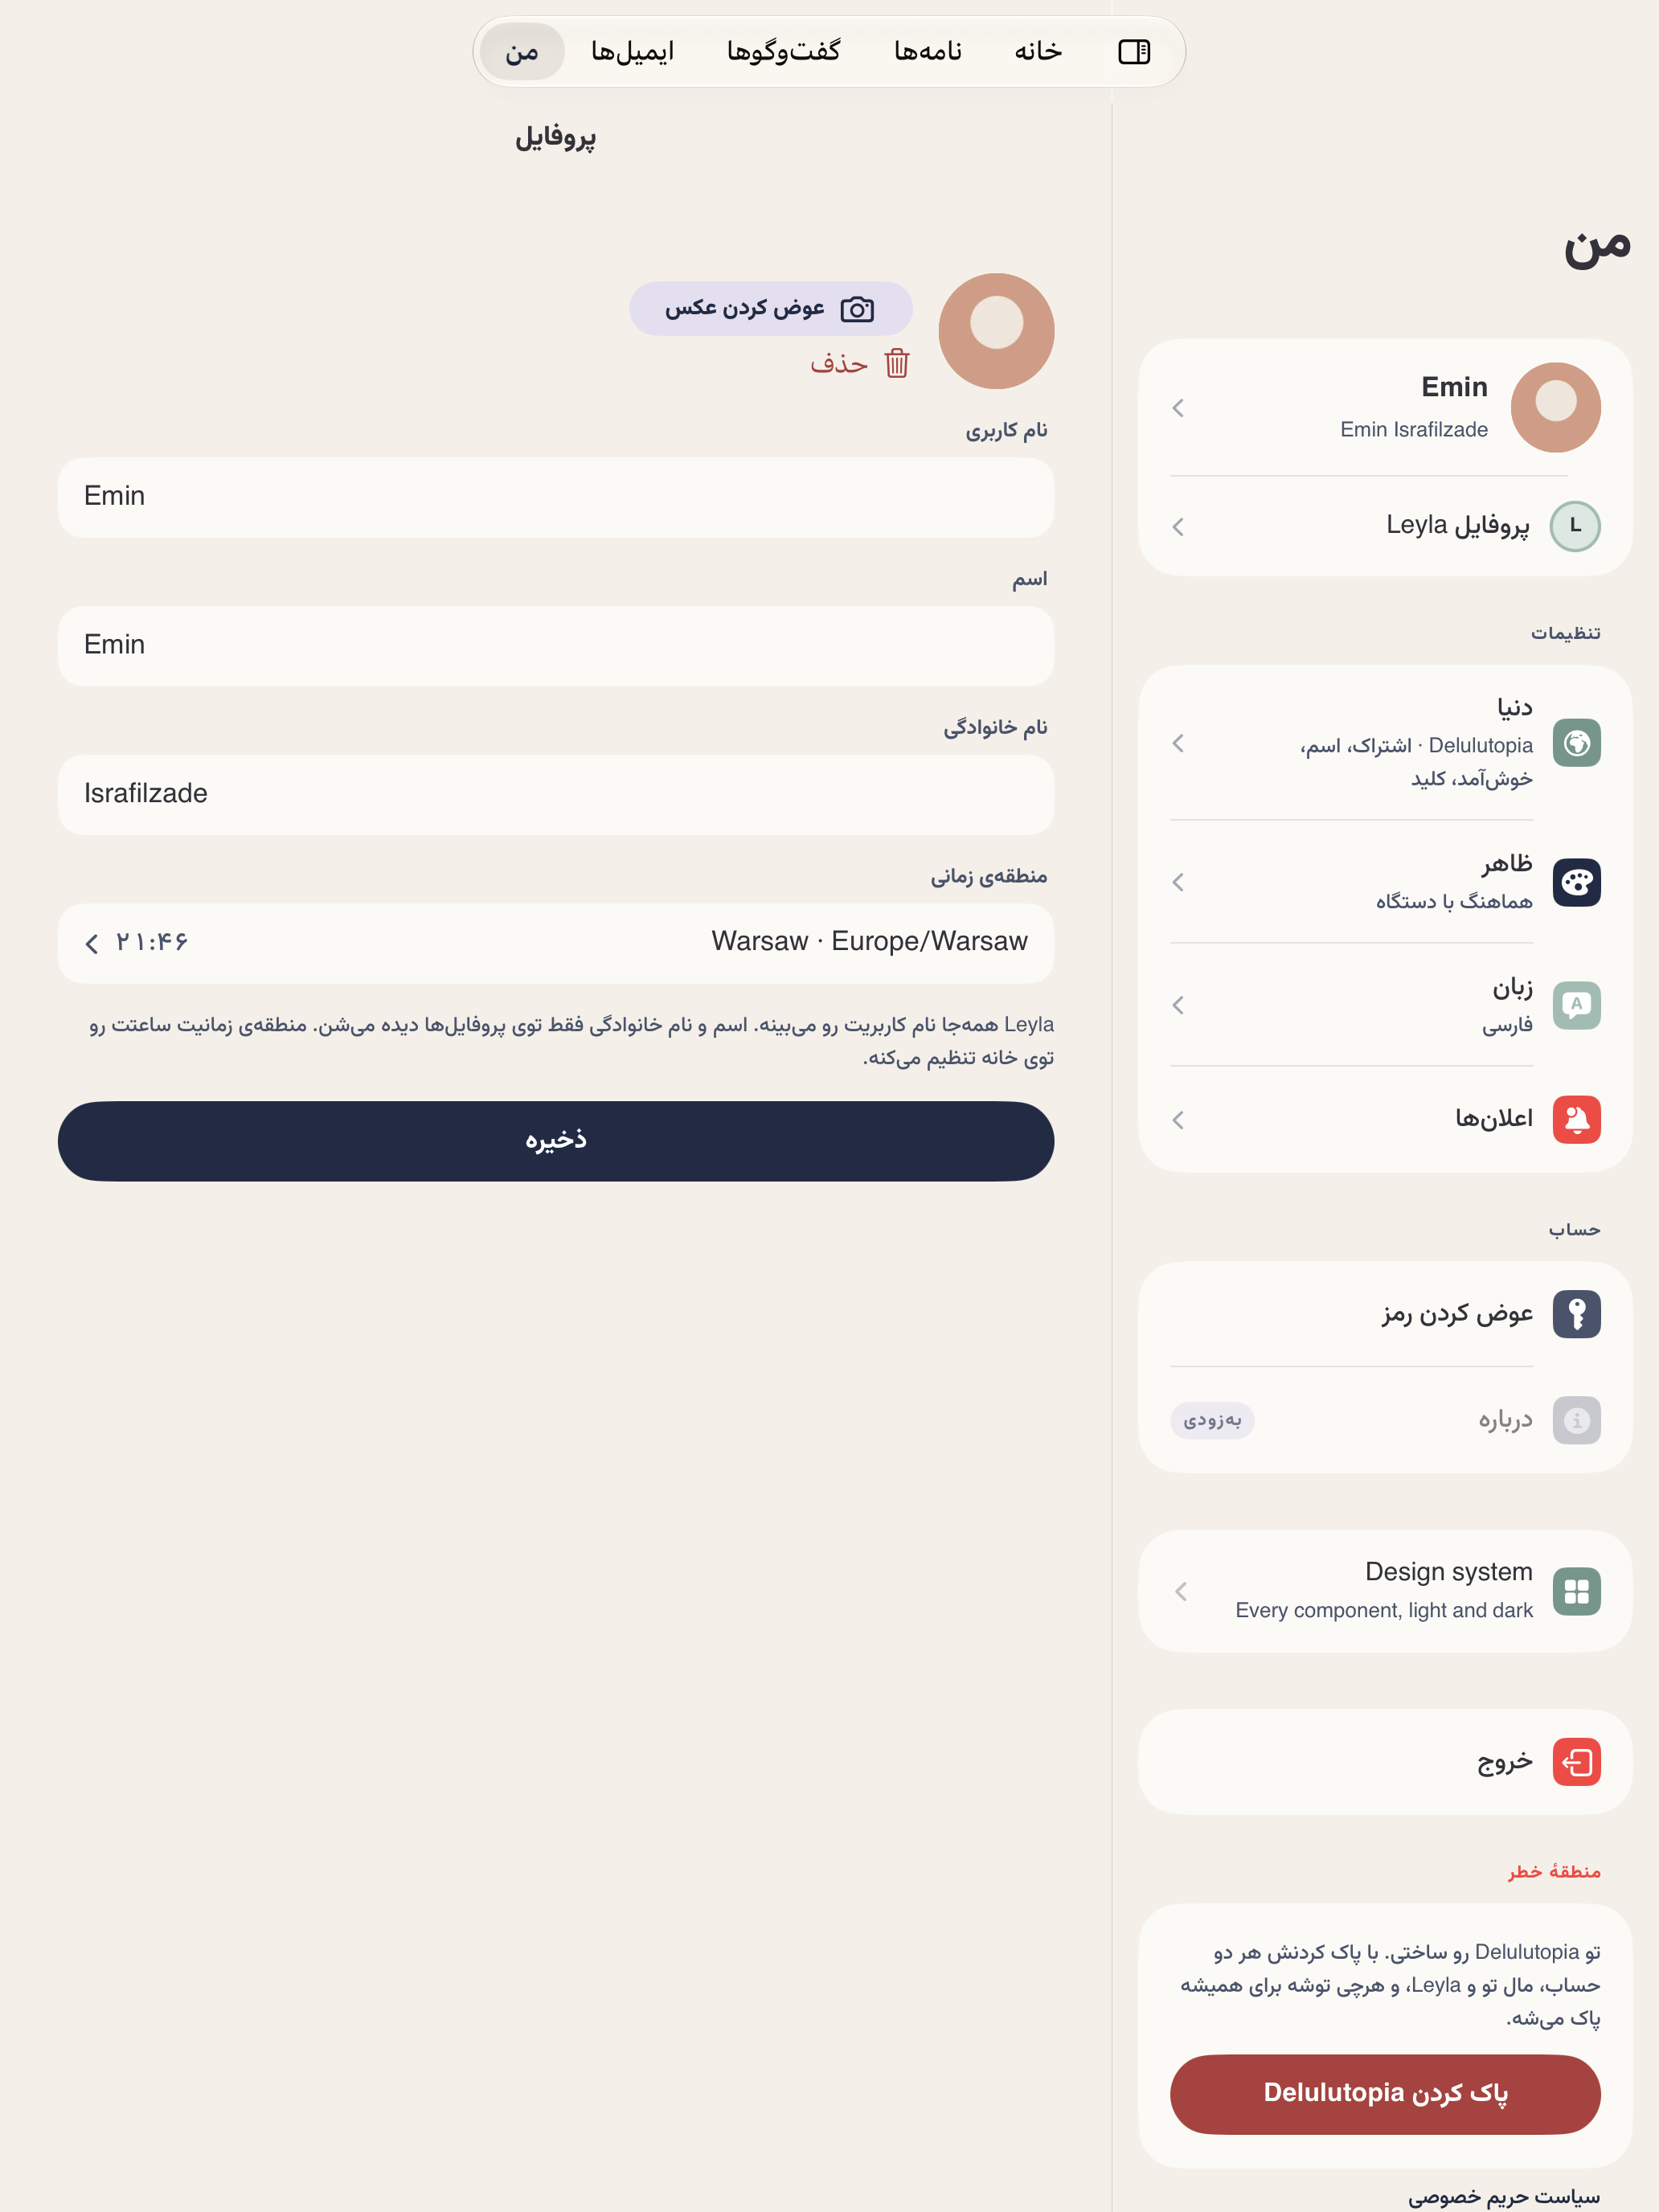 خانه
نامه‌ها
گفت‌وگوها
ایمیل‌ها
من
من
Emin
Emin Israfilzade
L
پروفایل Leyla
تنظیمات
دنیا
Delulutopia · اشتراک، اسم،
خوش‌آمد، کلید
ظاهر
هماهنگ با دستگاه
A
زبان
فارسی
اعلان‌ها
حساب
عوض کردن رمز
درباره
به‌زودی
Design system
Every component, light and dark
خروج
منطقهٔ خطر
تو Delulutopia رو ساختی. با پاک کردنش هر دو
حساب، مال تو و Leyla، و هرچی توشه برای همیشه
پاک می‌شه.
پاک کردن Delulutopia
سیاست حریم خصوصی
پروفایل
عوض کردن عکس
حذف
نام کاربری
Emin
اسم
Emin
نام خانوادگی
Israfilzade
منطقه‌ی زمانی
Warsaw · Europe/Warsaw
۲۱:۴۶
Leyla همه‌جا نام کاربریت رو می‌بینه. اسم و نام خانوادگی فقط توی پروفایل‌ها دیده می‌شن. منطقه‌ی زمانیت ساعتت رو
توی خانه تنظیم می‌کنه.
ذخیره